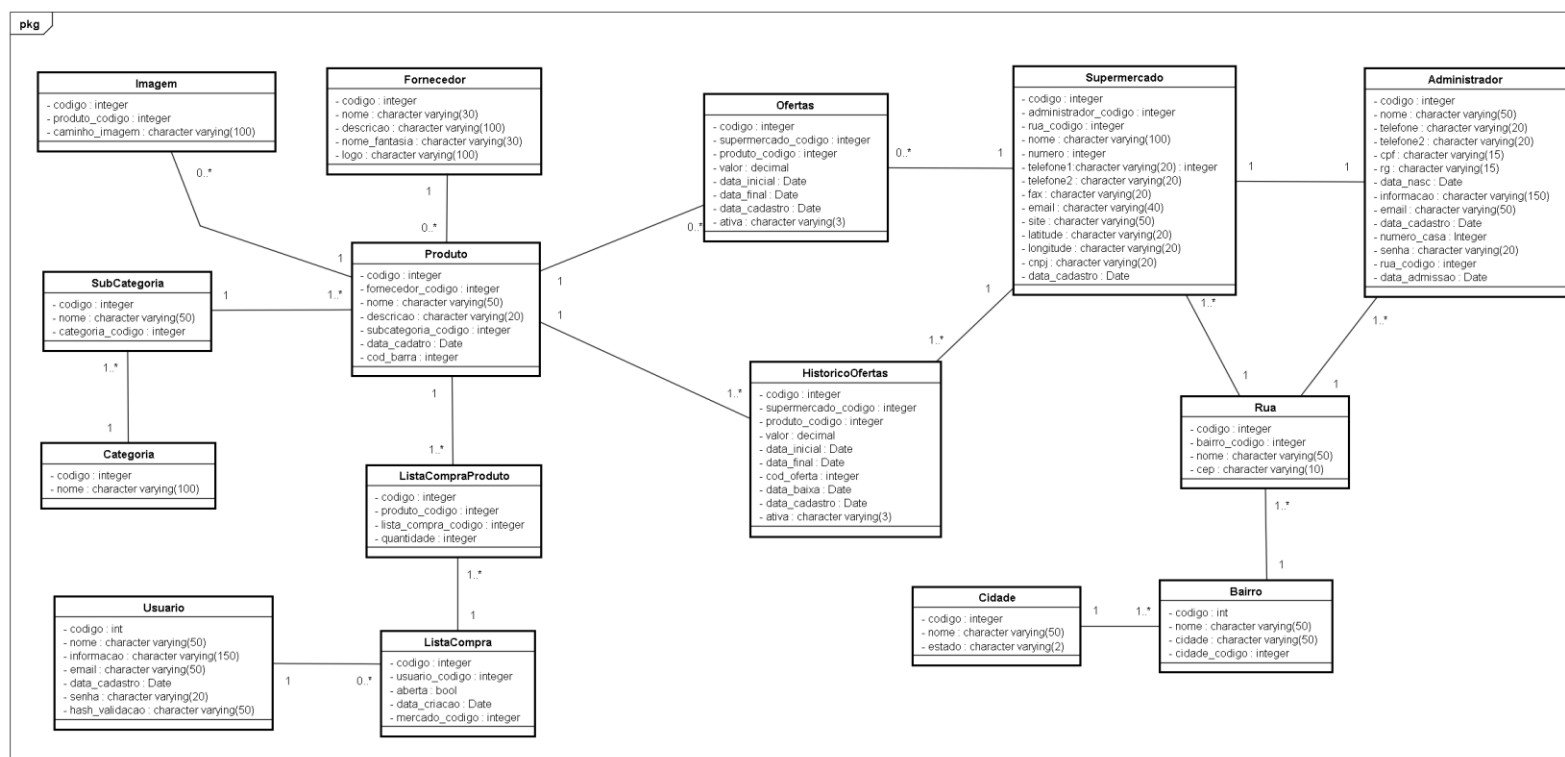 pkg
Imagem
- codigo : integer
- produto_codigo : integer
- caminho_imagem : character varying(100)
Fornecedor
- codigo : integer
- nome : character varying(30)
- descricao : character varying(100)
- nome_fantasia : character varying(30)
- logo : character varying(100)
Ofertas
- codigo : integer
- supermercado_codigo : integer
- produto_codigo : integer
- valor : decimal
- data_inicial : Date
- data_final : Date
- data_cadastro : Date
- ativa : character varying(3)
Supermercado
- codigo : integer
- administrador_codigo : integer
- rua_codigo : integer
- nome : character varying(100)
- numero : integer
- telefone1:character varying(20) : integer
- telefone2 : character varying(20)
- fax : character varying(20)
- email : character varying(40)
- site : character varying(50)
- latitude : character varying(20)
- longitude : character varying(20)
- cnpj : character varying(20)
- data_cadastro : Date
Administrador
- codigo : integer
- nome : character varying(50)
- telefone : character varying(20)
- telefone2 : character varying(20)
- cpf : character varying(15)
- rg : character varying(15)
- data_nasc : Date
- informacao : character varying(150)
- email : character varying(50)
- data_cadastro : Date
- numero_casa : Integer
- senha : character varying(20)
- rua_codigo : integer
- data_admissao : Date
0..*
1
1
1
0..*
1
0..*
0..*
1
SubCategoria
- codigo : integer
- nome : character varying(50)
- categoria_codigo : integer
1
1..*
Produto
- codigo : integer
- fornecedor_codigo : integer
- nome : character varying(50)
- descricao : character varying(20)
- subcategoria_codigo : integer
- data_cadatro : Date
- cod_barra : integer
1
1
1
1..*
1..*
1..*
1
1
1..*
1..*
1
1
HistoricoOfertas
- codigo : integer
- supermercado_codigo : integer
- produto_codigo : integer
- valor : decimal
- data_inicial : Date
- data_final : Date
- cod_oferta : integer
- data_baixa : Date
- data_cadastro : Date
- ativa : character varying(3)
Rua
- codigo : integer
- bairro_codigo : integer
- nome : character varying(50)
- cep : character varying(10)
1
Categoria
- codigo : integer
- nome : character varying(100)
1..*
ListaCompraProduto
- codigo : integer
- produto_codigo : integer
- lista_compra_codigo : integer
- quantidade : integer
1..*
1..*
1
1
Usuario
- codigo : int
- nome : character varying(50)
- informacao : character varying(150)
- email : character varying(50)
- data_cadastro : Date
- senha : character varying(20)
- hash_validacao : character varying(50)
1
0..*
ListaCompra
- codigo : integer
- usuario_codigo : integer
- aberta : bool
- data_criacao : Date
- mercado_codigo : integer
Cidade
- codigo : integer
- nome : character varying(50)
- estado : character varying(2)
1
1..*
Bairro
- codigo : int
- nome : character varying(50)
- cidade : character varying(50)
- cidade_codigo : integer